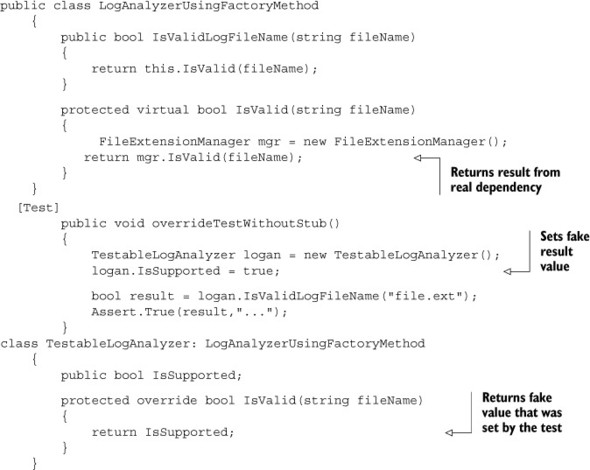 public class LogAnalyzerUsingFactoryMethod
{
public bool IsValidLogFileName(string fileName)
{
return this.IsValid(fileName);
}
protected virtual bool IsValid(string fileName)
{
FileExtensionManager mgr = new FileExtensionManager();
return mgr.IsValid(fileName);
}
}
Returns result from
real dependency
[Test]
public void overrideTestWithoutStub()
{
TestableLogAnalyzer logan = new TestableLogAnalyzer();
logan.IsSupported = true;
Sets fake
result
value
bool result = logan.IsValidLogFileName("file.ext");
Assert.True(result,"...");
}
class TestableLogAnalyzer: LogAnalyzerUsingFactoryMethod
{
public bool IsSupported;
protected override bool IsValid(string fileName)
{
return IsSupported;
}
}
Returns fake
value that was
set by the test